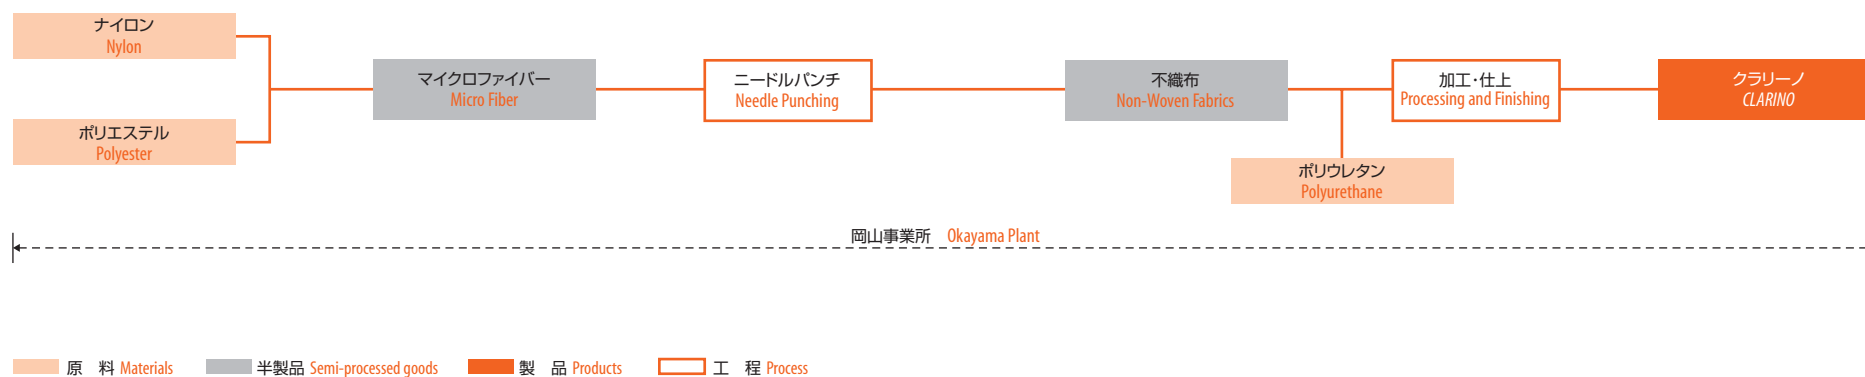 ナイロン
Nylon
ポリエステル
Polyester
マイクロファイバー
Micro Fiber
ニードルパンチ
Needle Punching
不織布
Non-Woven Fabrics
加工・仕上
Processing and Finishing
クラリーノ
CLARINO
ポリウレタン
Polyurethane
岡山事業所 Okayama Plant
原 料 Materials 半製品 Semi-processed goods 製 品 Products 工 程 Process